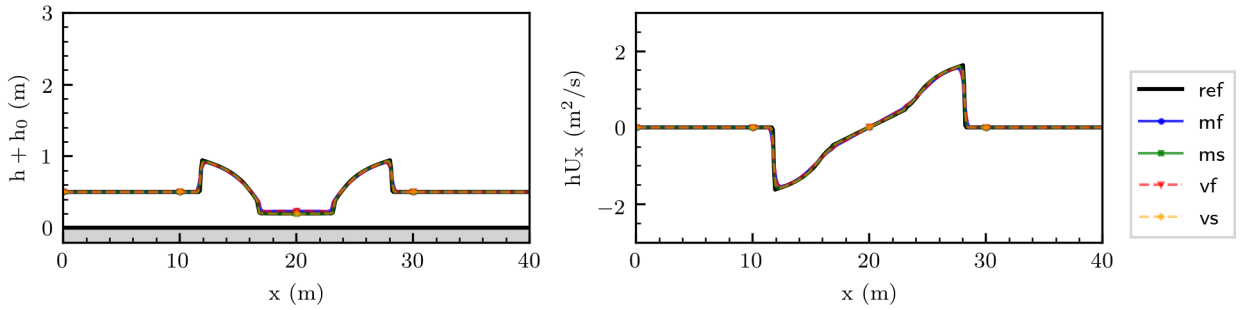 3
2
1
0
h + h₀ (m)
0 10 20 30 40
x (m)
2
0
−2
hUₓ (m²/s)
0 10 20 30 40
x (m)
ref
mf
ms
vf
vs